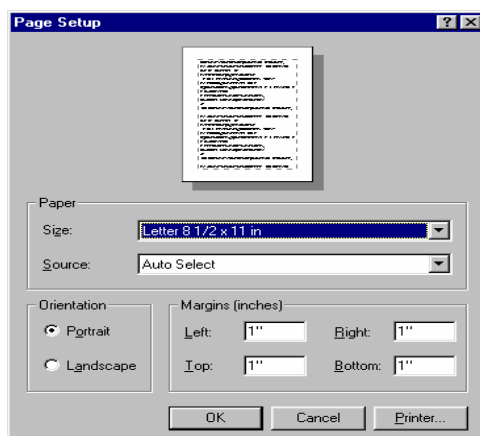 Page Setup
Paper
Size: Letter 8 1/2 x 11 in
Source: Auto Select
Orientation
Portrait
Landscape
Margins (inches)
Left: 1" Right: 1"
Top: 1" Bottom: 1"
OK Cancel Printer...